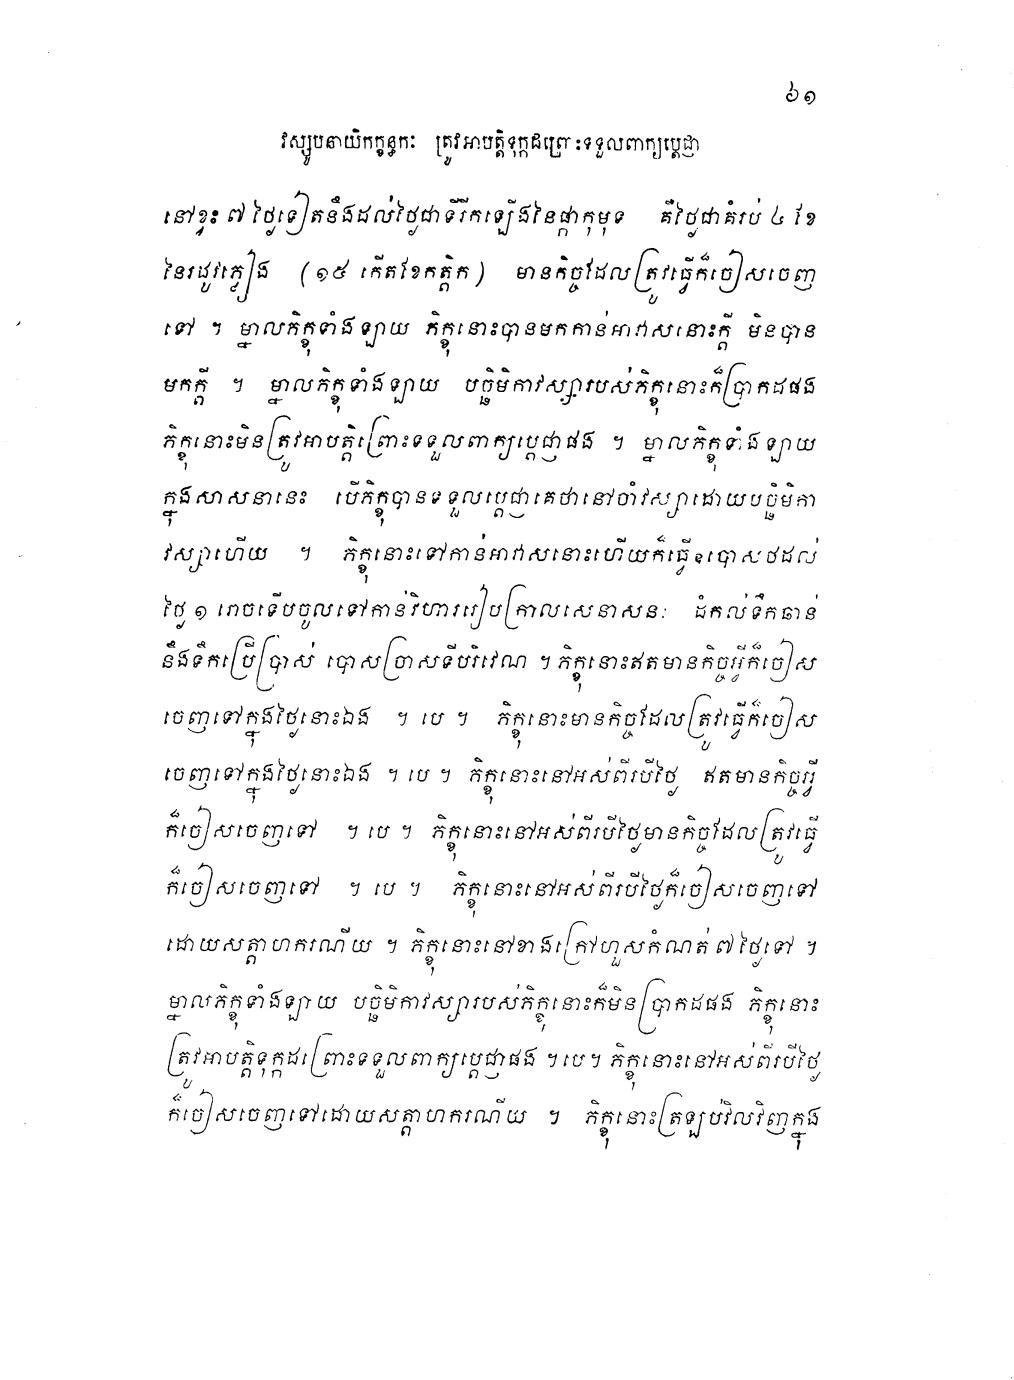 ៦១
វស្សូបនាយិកក្ខន្ធកៈ ត្រូវអាបត្តិទុក្កដព្រោះទទួលពាក្យប្តេជ្ញា
នៅខ្វះ ៧ ថ្ងៃទៀតនឹងដល់ថ្ងៃជាទីរីកឡើងនៃផ្កាកុមុទ គឺថ្ងៃជាគំរប់ ៤ ខែ
នៃរដូវភ្លៀង (១៥ កើតខែកត្តិក) មានកិច្ចដែលត្រូវធ្វើក៏ចៀសចេញ
ទៅ ។ ម្នាលភិក្ខុទាំងឡាយ ភិក្ខុនោះបានមកកាន់អាវាសនោះក្តី មិនបាន
មកក្តី ។ ម្នាលភិក្ខុទាំងឡាយ បច្ឆិមិកាវស្សារបស់ភិក្ខុនោះក៏ប្រាកដផង
ភិក្ខុនោះមិនត្រូវអាបត្តិព្រោះទទួលពាក្យប្តេជ្ញាផង ។ ម្នាលភិក្ខុទាំងឡាយ
ក្នុងសាសនានេះ បើភិក្ខុបានទទួលប្តេជ្ញាគេថានៅចាំវស្សាដោយបច្ឆិមិកា
វស្សាហើយ ។ ភិក្ខុនោះទៅកាន់អាវាសនោះហើយក៏ធ្វើឧបោសថដល់
ថ្ងៃ ១ រោចទើបចូលទៅកាន់វិហាររៀបក្រាលសេនាសនៈ ដំកល់ទឹកឆាន់
នឹងទឹកប្រើប្រាស់ បោសច្រាសទីបរិវេណ ។ ភិក្ខុនោះឥតមានកិច្ចអ្វីក៏ចៀស
ចេញទៅក្នុងថ្ងៃនោះឯង ។ បេ ។ ភិក្ខុនោះមានកិច្ចដែលត្រូវធ្វើក៏ចៀស
ចេញទៅក្នុងថ្ងៃនោះឯង ។ បេ ។ ភិក្ខុនោះនៅអស់ពីរបីថ្ងៃ ឥតមានកិច្ចអ្វី
ក៏ចៀសចេញទៅ ។ បេ ។ ភិក្ខុនោះនៅអស់ពីរបីថ្ងៃមានកិច្ចដែលត្រូវធ្វើ
ក៏ចៀសចេញទៅ ។ បេ ។ ភិក្ខុនោះនៅអស់ពីរបីថ្ងៃក៏ចៀសចេញទៅ
ដោយសត្តាហករណីយ ។ ភិក្ខុនោះនៅខាងក្រៅហួសកំណត់ ៧ ថ្ងៃទៅ ។
ម្នាលភិក្ខុទាំងឡាយ បច្ឆិមិកាវស្សារបស់ភិក្ខុនោះក៏មិនប្រាកដផង ភិក្ខុនោះ
ត្រូវអាបត្តិទុក្កដព្រោះទទួលពាក្យប្តេជ្ញាផង ។ បេ ។ ភិក្ខុនោះនៅអស់ពីរបីថ្ងៃ
ក៏ចៀសចេញទៅដោយសត្តាហករណីយ ។ ភិក្ខុនោះត្រឡប់វិលវិញក្នុង